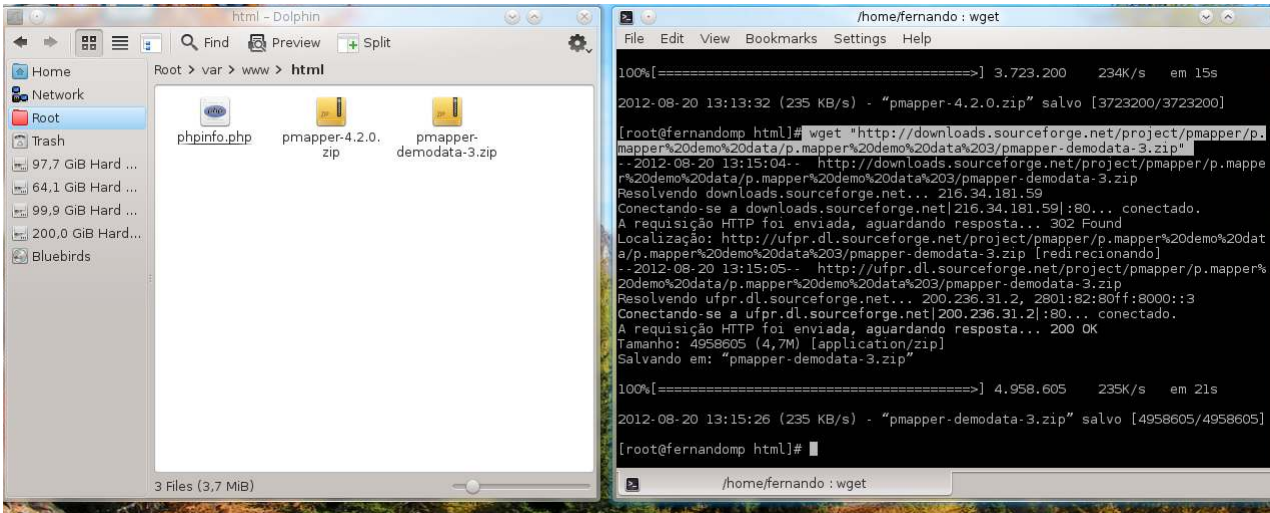 html – Dolphin
Find Preview Split
Home
Network
Root
Trash
97,7 GiB Hard ...
64,1 GiB Hard ...
99,9 GiB Hard ...
200,0 GiB Hard...
Bluebirds
Root > var > www > html
phpinfo.php
pmapper-4.2.0.
zip
pmapper-
demodata-3.zip
3 Files (3,7 MiB)
/home/fernando : wget
File Edit View Bookmarks Settings Help
100%[=======================================>] 3.723.200 234K/s em 15s
2012-08-20 13:13:32 (235 KB/s) - “pmapper-4.2.0.zip” salvo [3723200/3723200]
[root@fernandomp html]# wget "http://downloads.sourceforge.net/project/pmapper/p.
mapper%20demo%20data/p.mapper%20demo%20data%203/pmapper-demodata-3.zip"
--2012-08-20 13:15:04-- http://downloads.sourceforge.net/project/pmapper/p.mappe
r%20demo%20data/p.mapper%20demo%20data%203/pmapper-demodata-3.zip
Resolvendo downloads.sourceforge.net... 216.34.181.59
Conectando-se a downloads.sourceforge.net|216.34.181.59|:80... conectado.
A requisição HTTP foi enviada, aguardando resposta... 302 Found
Localização: http://ufpr.dl.sourceforge.net/project/pmapper/p.mapper%20demo%20dat
a/p.mapper%20demo%20data%203/pmapper-demodata-3.zip [redirecionando]
--2012-08-20 13:15:05-- http://ufpr.dl.sourceforge.net/project/pmapper/p.mapper%
20demo%20data/p.mapper%20demo%20data%203/pmapper-demodata-3.zip
Resolvendo ufpr.dl.sourceforge.net... 200.236.31.2, 2801:82:80ff:8000::3
Conectando-se a ufpr.dl.sourceforge.net|200.236.31.2|:80... conectado.
A requisição HTTP foi enviada, aguardando resposta... 200 OK
Tamanho: 4958605 (4,7M) [application/zip]
Salvando em: “pmapper-demodata-3.zip”
100%[=======================================>] 4.958.605 235K/s em 21s
2012-08-20 13:15:26 (235 KB/s) - “pmapper-demodata-3.zip” salvo [4958605/4958605]
[root@fernandomp html]#
/home/fernando : wget